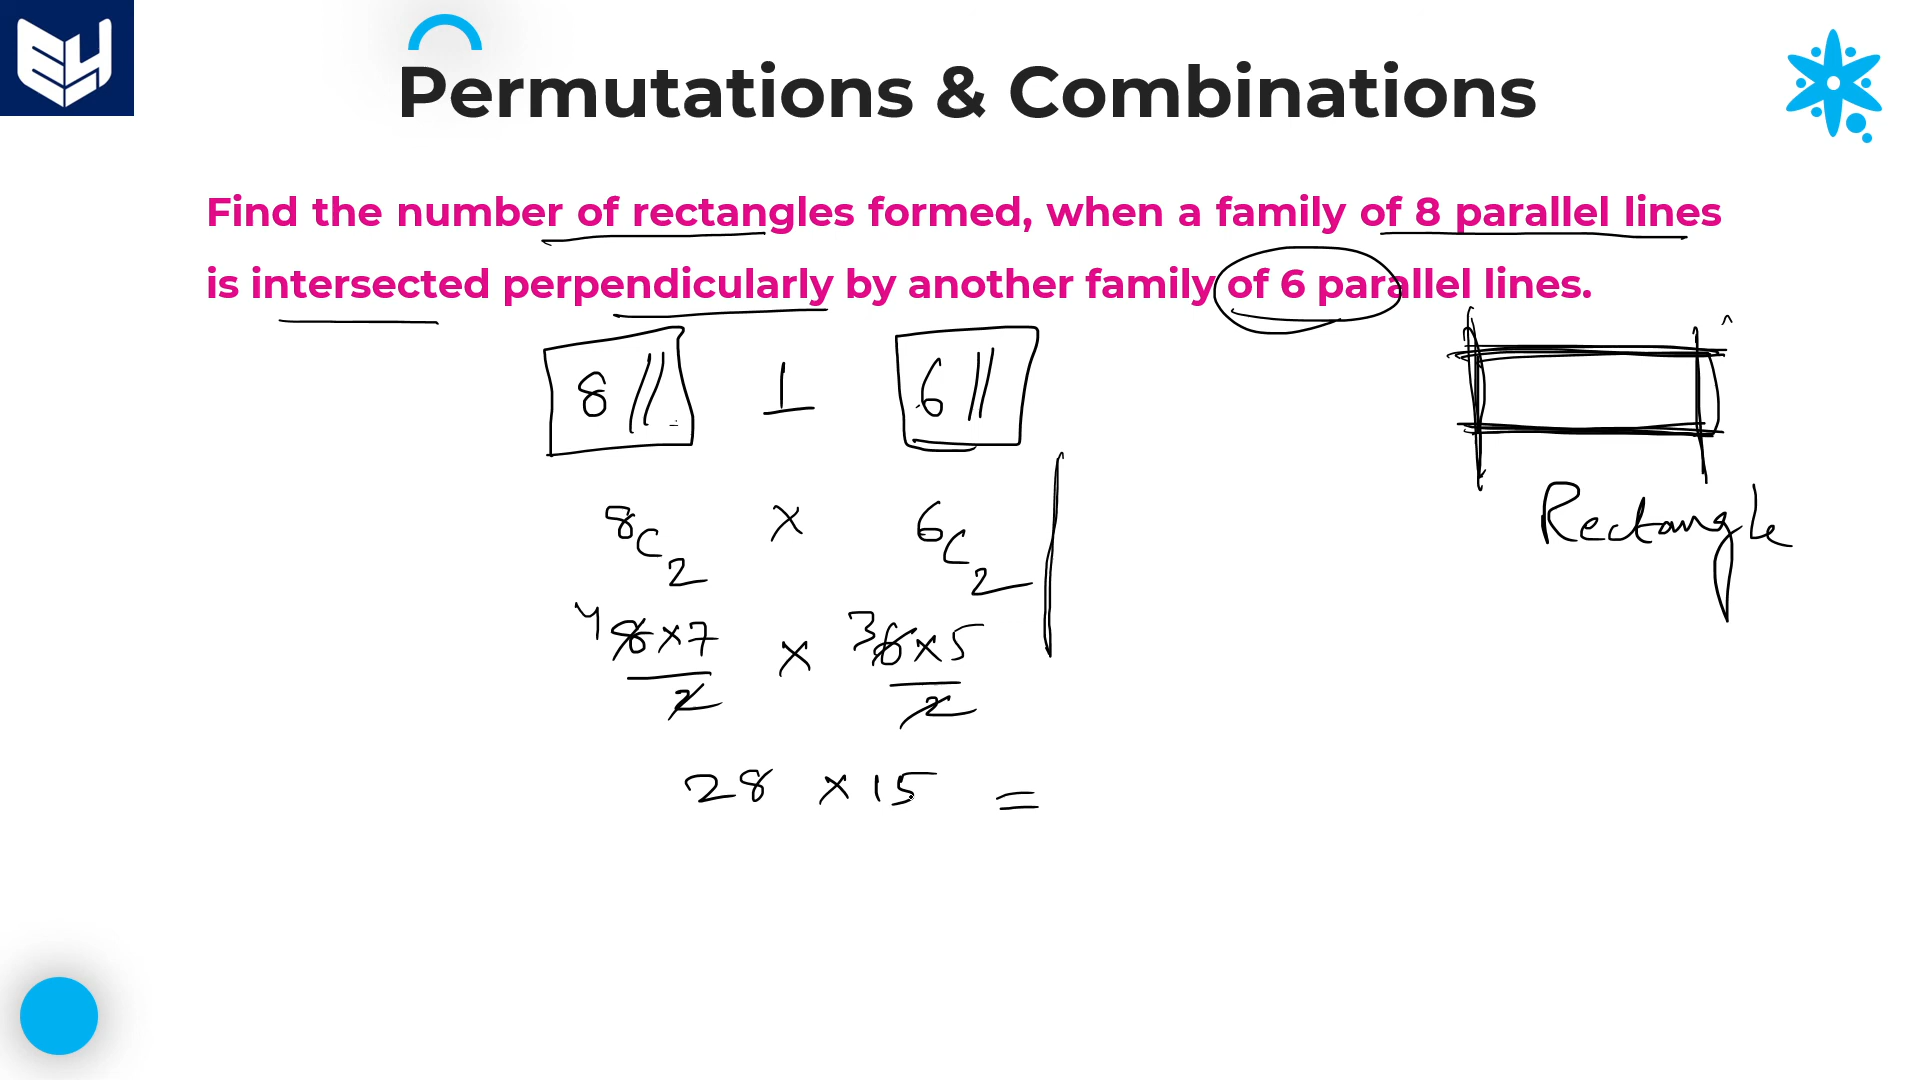 EY
Permutations & Combinations
Find the number of rectangles formed, when a family of 8 parallel lines
is intersected perpendicularly by another family of 6 parallel lines.
8 // ⊥ 6 //
8C2 × 6C2
4 8×7 × 3 6×5
2 2
28 × 15 =
Rectangle